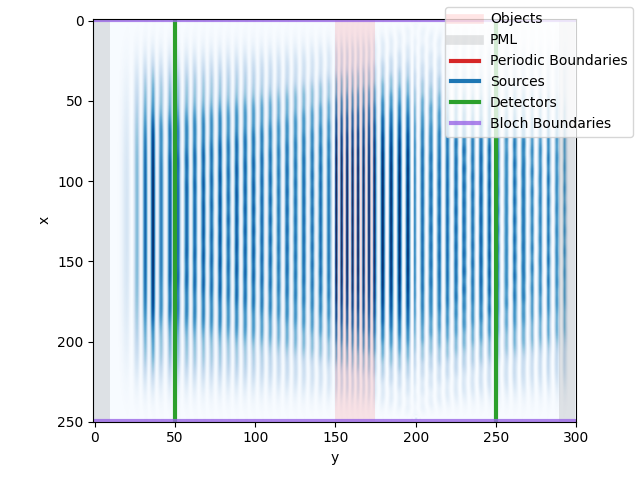 Objects
PML
Periodic Boundaries
Sources
Detectors
Bloch Boundaries
0
50
100
150
200
250
x
0 50 100 150 200 250 300
y